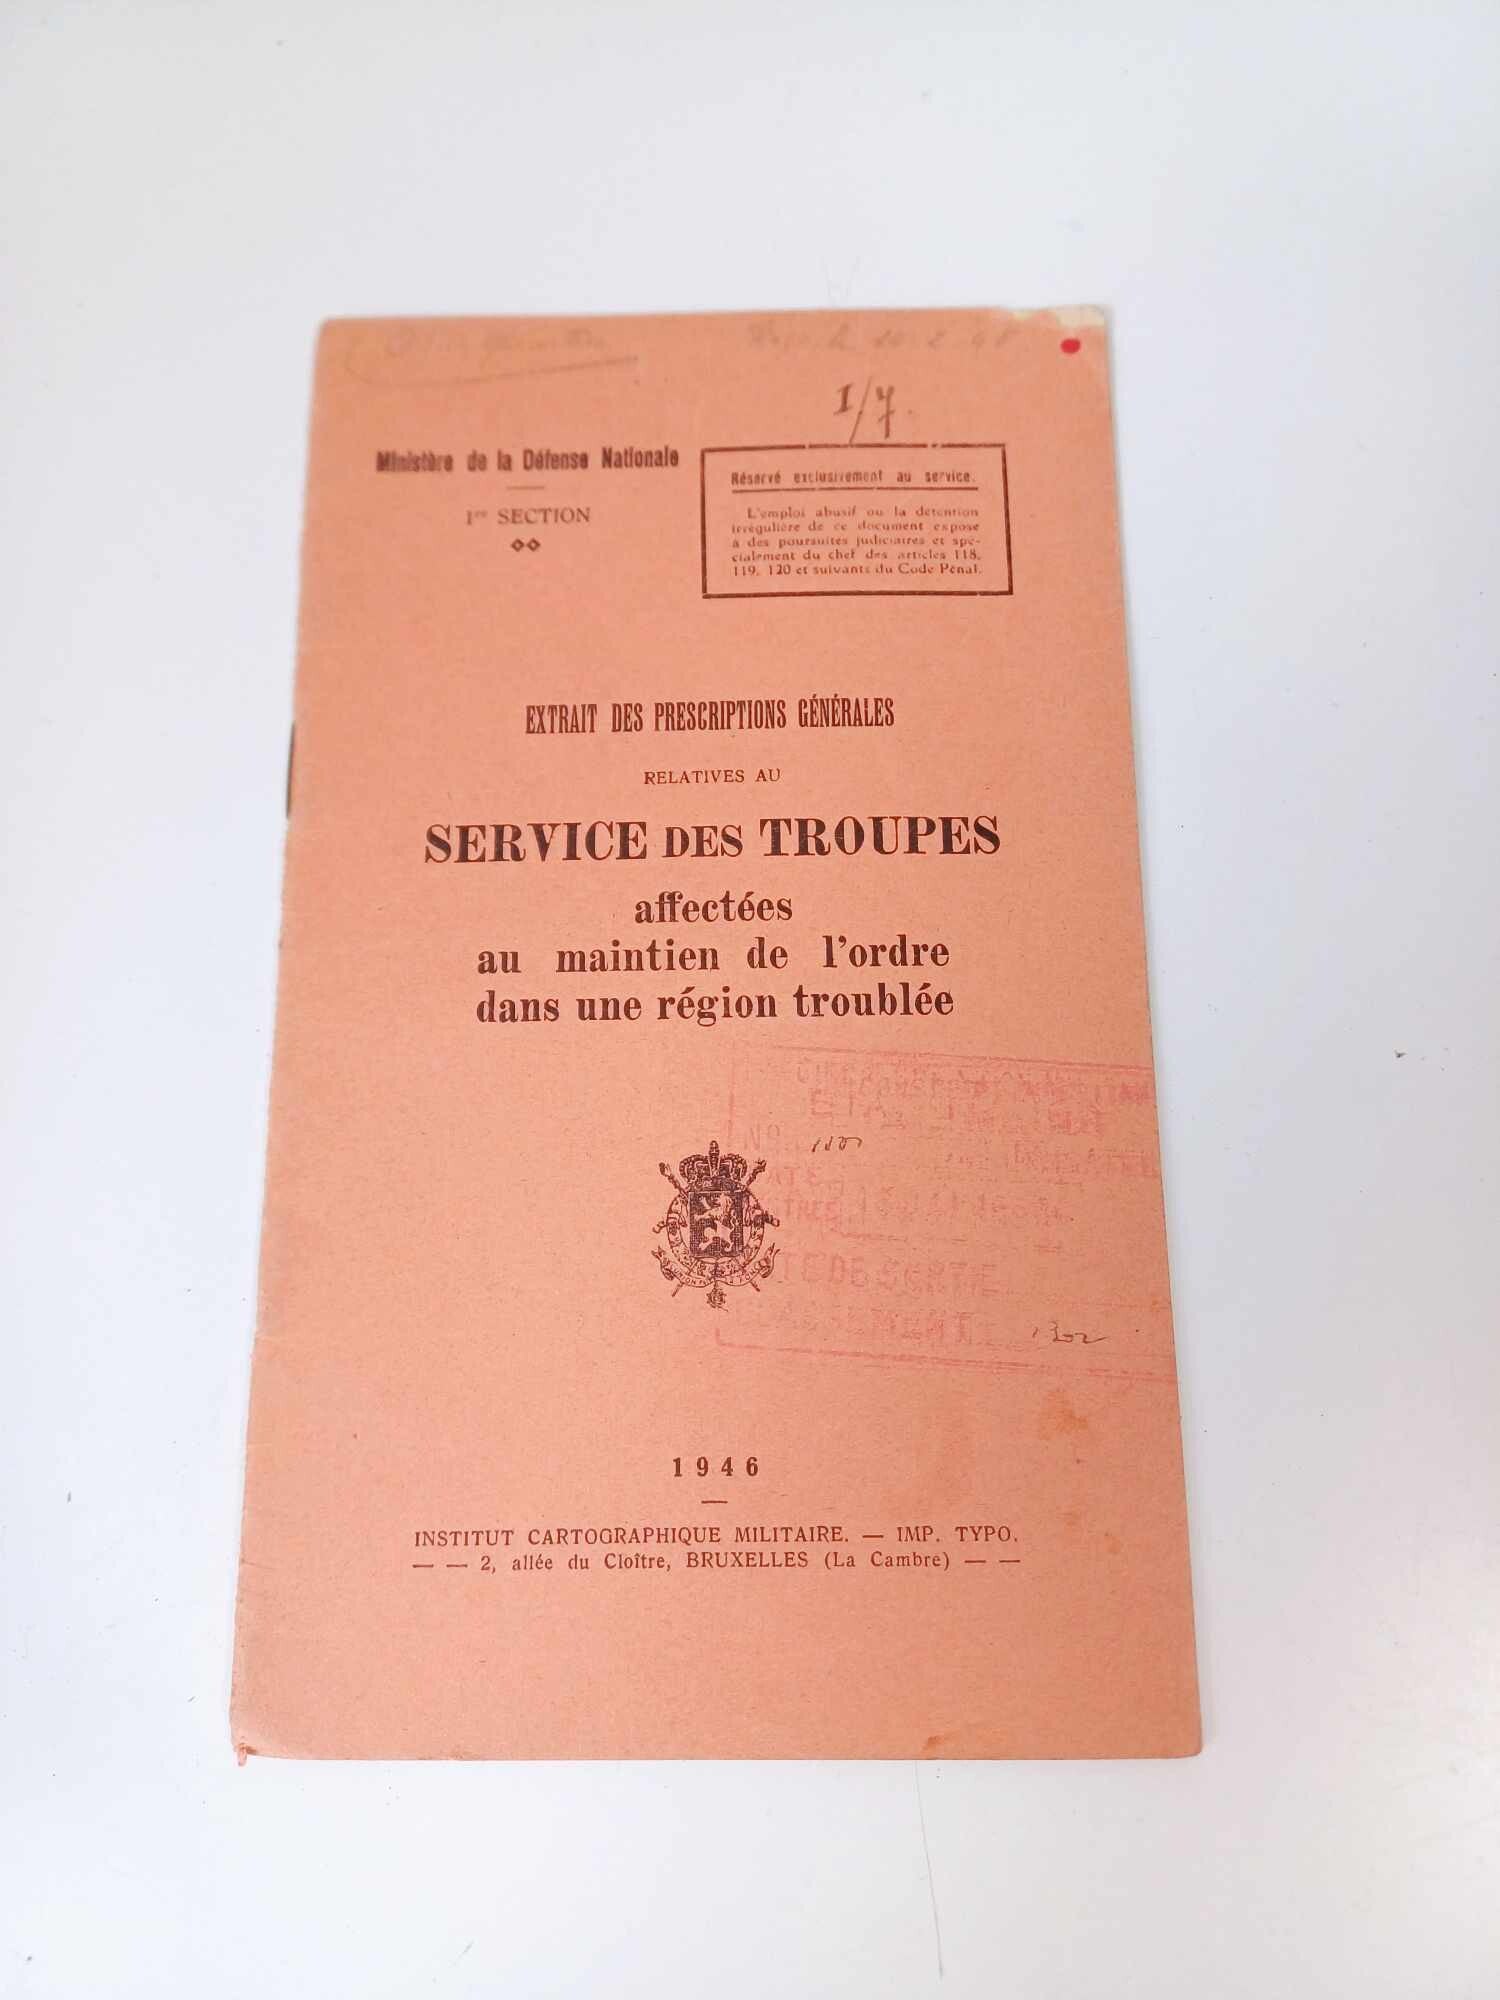 I/7.
Ministère de la Défense Nationale
1re SECTION
Réservé exclusivement au service.
L'emploi abusif ou la détention
irrégulière de ce document expose
à des poursuites judiciaires et spé-
cialement du chef des articles 118,
119, 120 et suivants du Code Pénal.
EXTRAIT DES PRESCRIPTIONS GÉNÉRALES
RELATIVES AU
SERVICE DES TROUPES
affectées
au maintien de l'ordre
dans une région troublée
DE SORTIE
1302
1946
INSTITUT CARTOGRAPHIQUE MILITAIRE. — IMP. TYPO.
— — 2, allée du Cloître, BRUXELLES (La Cambre) — —